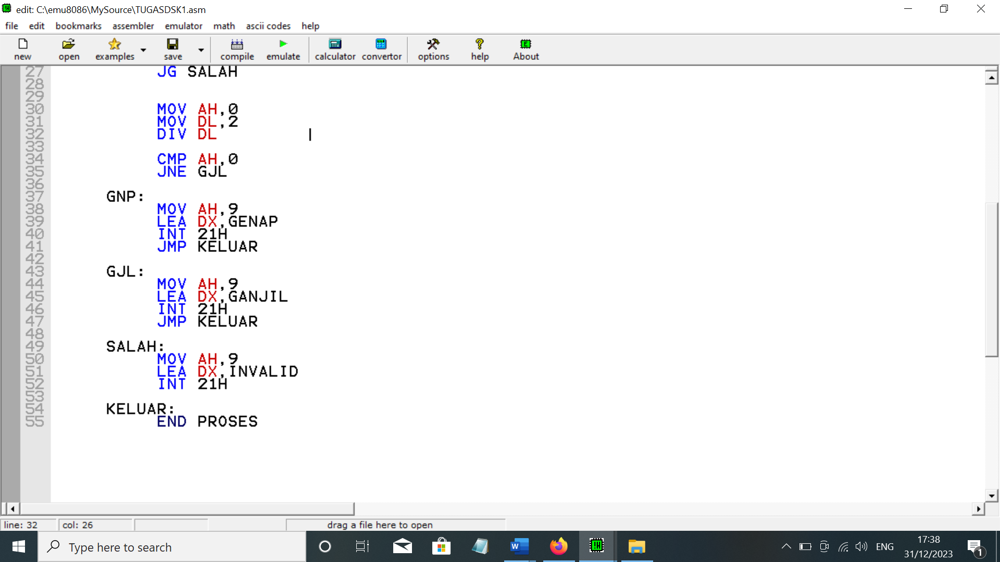 edit: C:\emu8086\MySource\TUGASDSK1.asm
file edit bookmarks assembler emulator math ascii codes help
new open examples save compile emulate calculator convertor options help About
27 JG SALAH
28
29
30 MOV AH,0
31 MOV DL,2
32 DIV DL
33
34 CMP AH,0
35 JNE GJL
36
37 GNP:
38 MOV AH,9
39 LEA DX,GENAP
40 INT 21H
41 JMP KELUAR
42
43 GJL:
44 MOV AH,9
45 LEA DX,GANJIL
46 INT 21H
47 JMP KELUAR
48
49 SALAH:
50 MOV AH,9
51 LEA DX,INVALID
52 INT 21H
53
54 KELUAR:
55 END PROSES
line: 32 col: 26 drag a file here to open
Type here to search ENG 17:38
31/12/2023 1